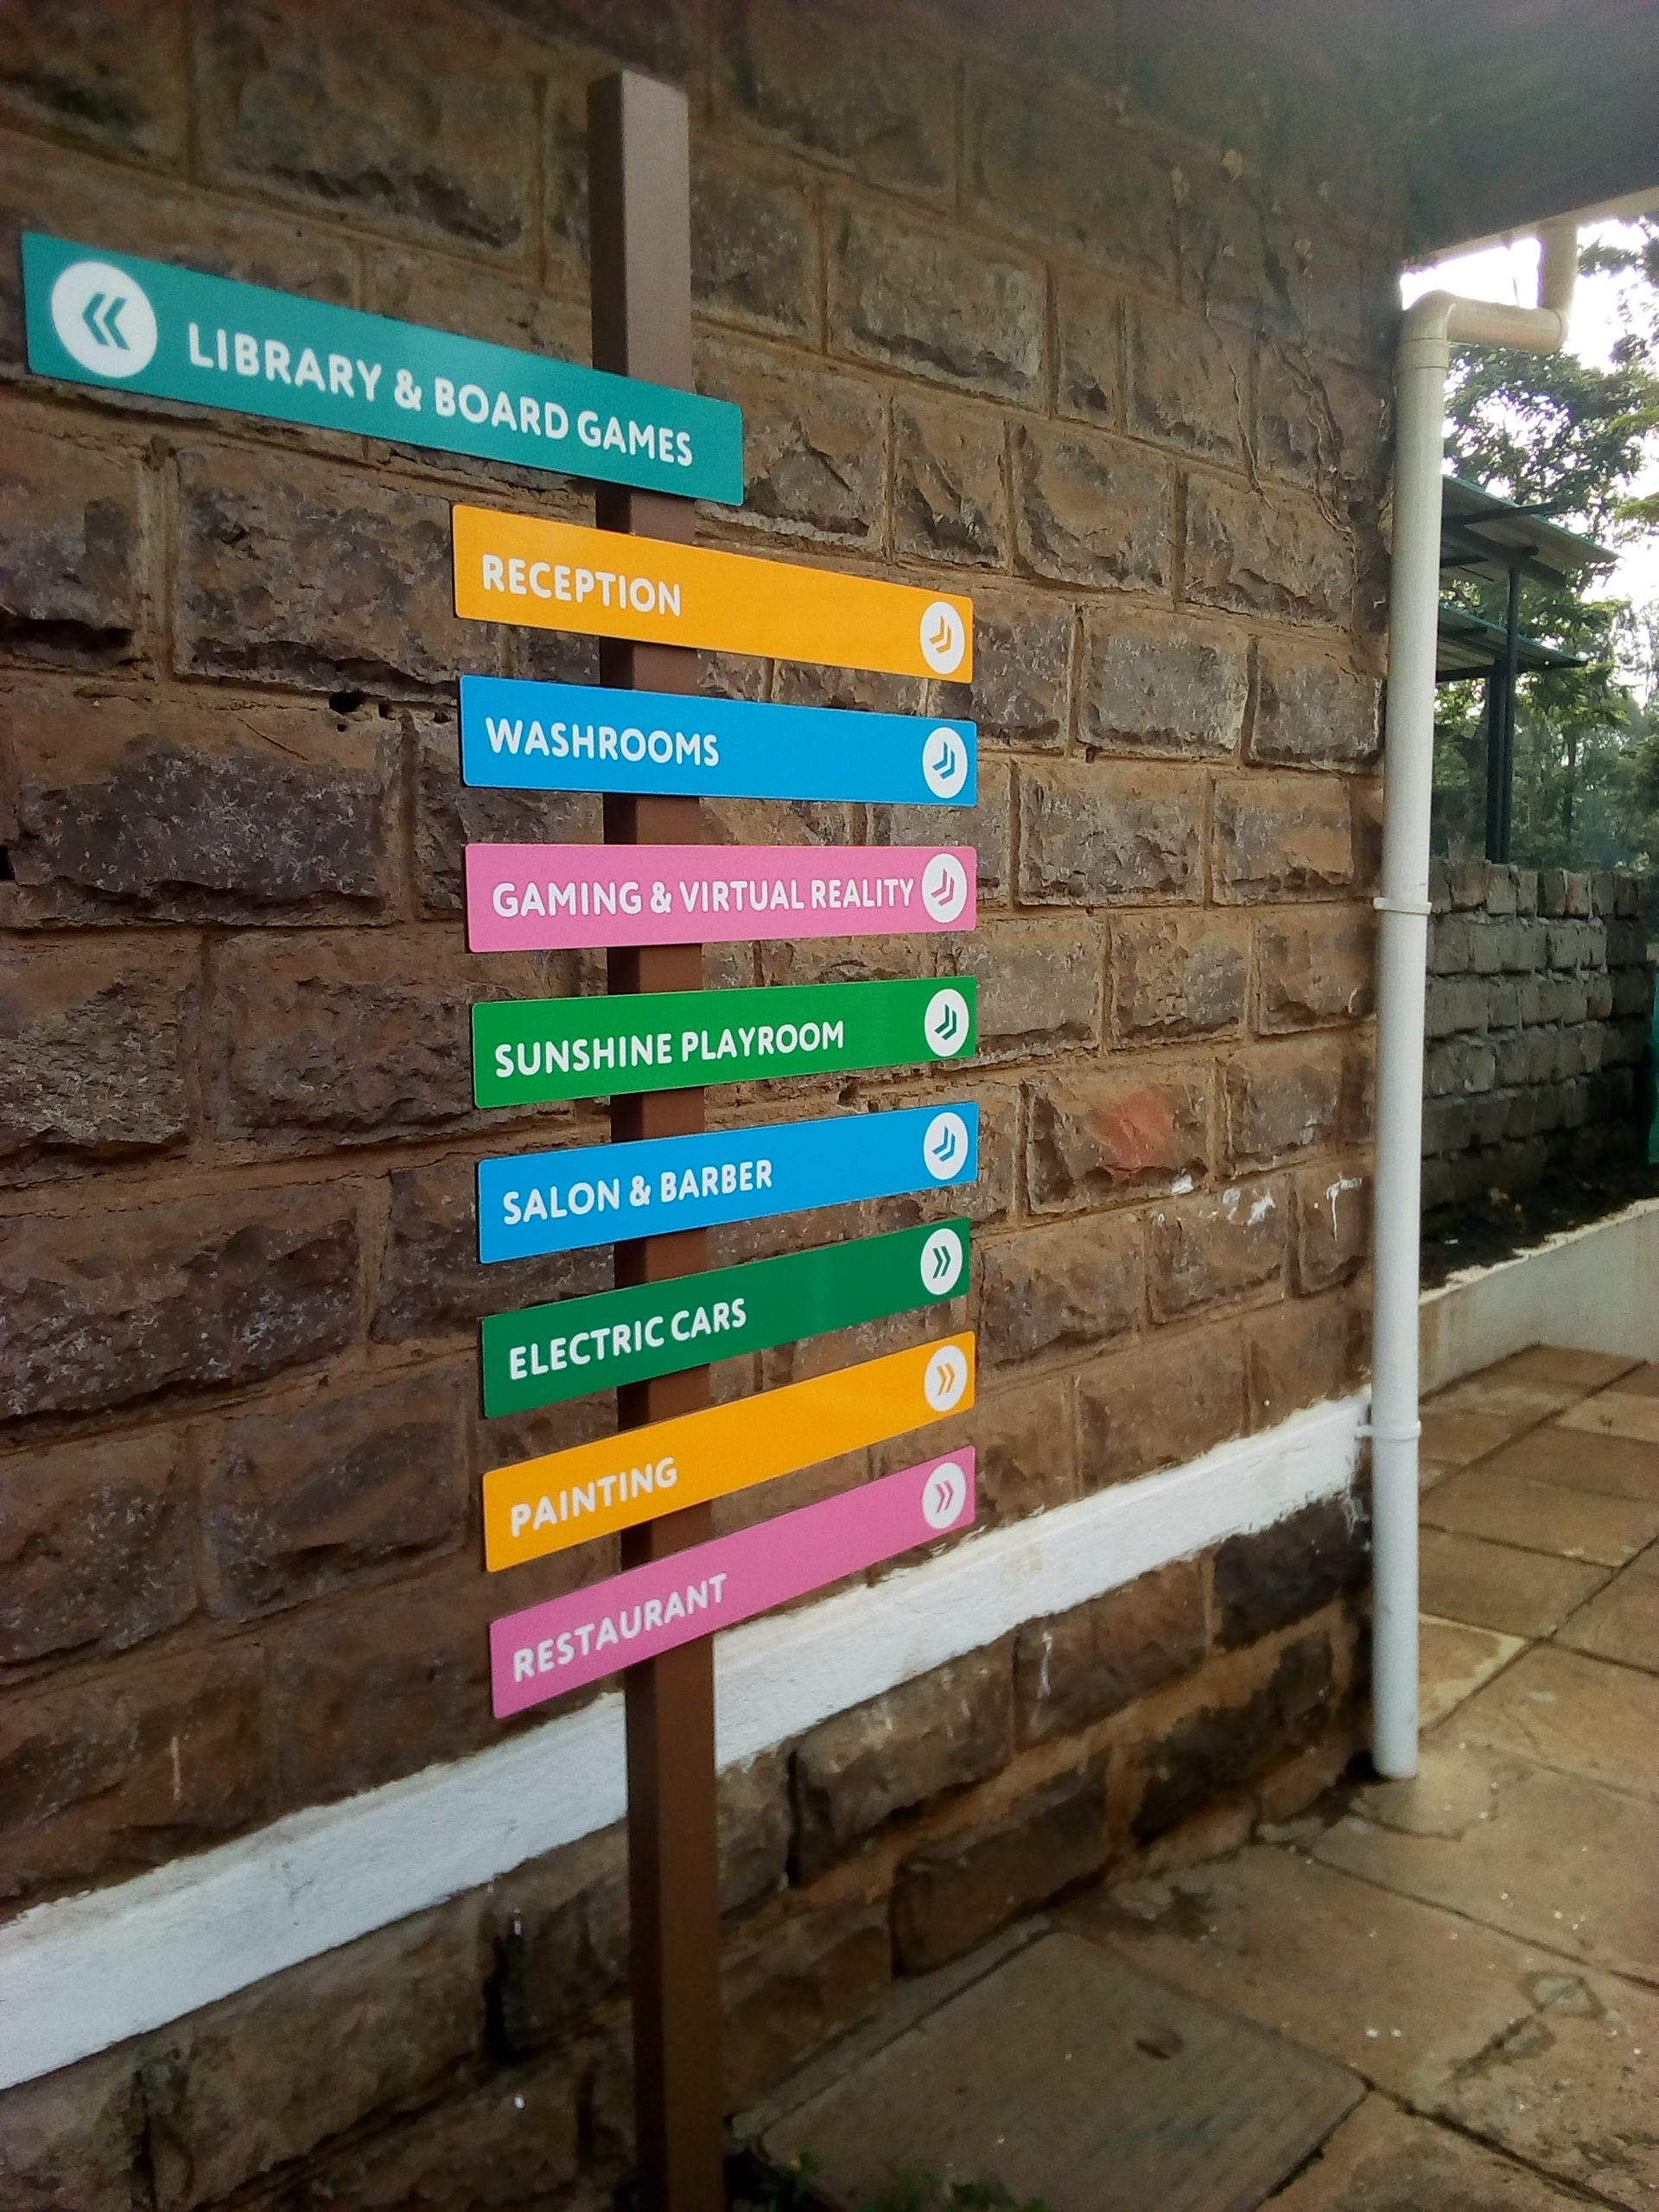 LIBRARY & BOARD GAMES
RECEPTION
WASHROOMS
GAMING & VIRTUAL REALITY
SUNSHINE PLAYROOM
SALON & BARBER
ELECTRIC CARS
PAINTING
RESTAURANT